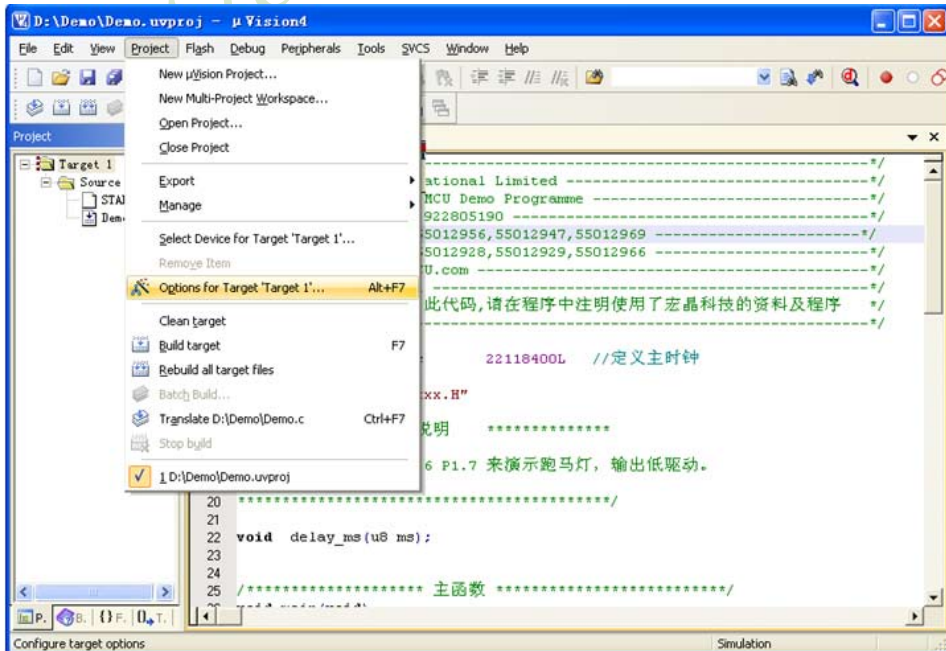 D:\Demo\Demo.uvproj - µVision4
File Edit View Project Flash Debug Peripherals Tools SVCS Window Help
Project
Target 1
Source
STA
Demo
New µVision Project...
New Multi-Project Workspace...
Open Project...
Close Project
Export
Manage
Select Device for Target 'Target 1'...
Remove Item
Options for Target 'Target 1'... Alt+F7
Clean target
Build target F7
Rebuild all target files
Batch Build...
Translate D:\Demo\Demo.c Ctrl+F7
Stop build
1 D:\Demo\Demo.uvproj
---------------------------------------------------*/
ational Limited ----------------------------------*/
MCU Demo Programme -------------------------------*/
922805190 ----------------------------------------*/
55012956,55012947,55012969 -----------------------*/
55012928,55012929,55012966 -----------------------*/
U.com --------------------------------------------*/
--------------------------------------------------*/
此代码,请在程序中注明使用了宏晶科技的资料及程序 */
---------------------------------------------------*/
22118400L //定义主时钟
xx.H"
说明 **************
6 P1.7 来演示跑马灯，输出低驱动。
20 ******************************************/
21
22 void delay_ms(u8 ms);
23
24
25 /******************** 主函数 **************************/
P. B. {} F. 0 T.
Configure target options Simulation